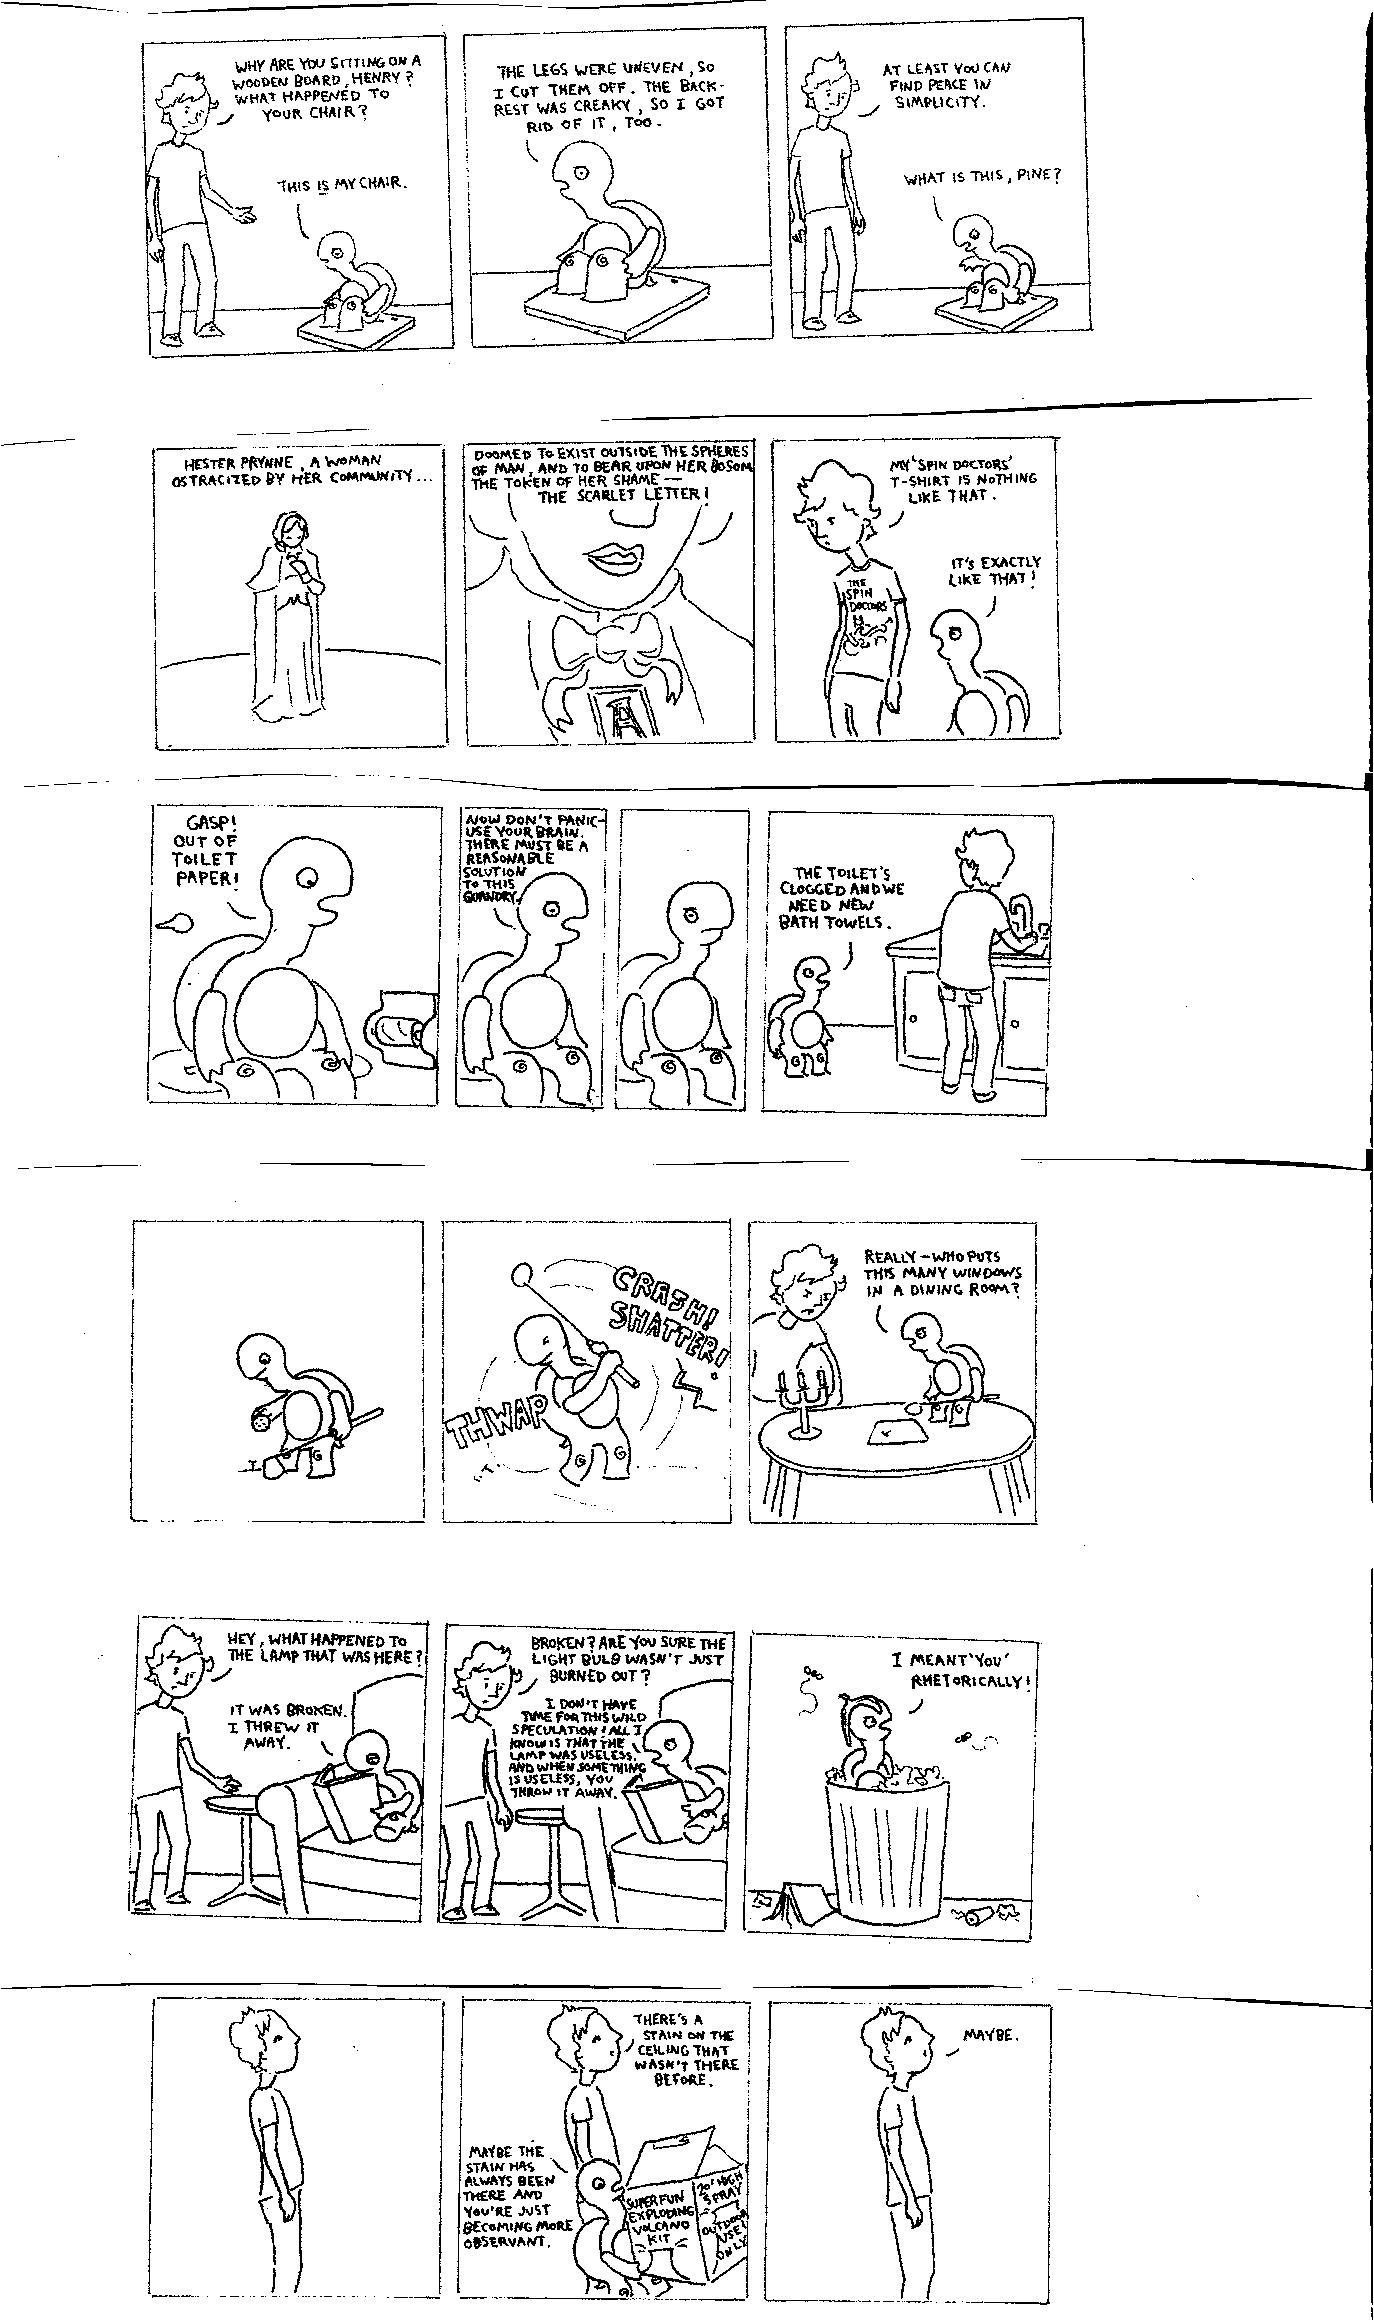 WHY ARE YOU SITTING ON A
WOODEN BOARD, HENRY?
WHAT HAPPENED TO
YOUR CHAIR?
THIS IS MY CHAIR.
THE LEGS WERE UNEVEN, SO
I CUT THEM OFF. THE BACK-
REST WAS CREAKY, SO I GOT
RID OF IT, TOO.
AT LEAST YOU CAN
FIND PEACE IN
SIMPLICITY.
WHAT IS THIS, PINE?
HESTER PRYNNE, A WOMAN
OSTRACIZED BY HER COMMUNITY...
DOOMED TO EXIST OUTSIDE THE SPHERES
OF MAN, AND TO BEAR UPON HER BOSOM
THE TOKEN OF HER SHAME—
THE SCARLET LETTER!
A
MY 'SPIN DOCTORS'
T-SHIRT IS NOTHING
LIKE THAT.
IT'S EXACTLY
LIKE THAT!
THE
SPIN
DOCTORS
GASP!
OUT OF
TOILET
PAPER!
NOW DON'T PANIC-
USE YOUR BRAIN.
THERE MUST BE A
REASONABLE
SOLUTION
TO THIS
QUANDRY.
THE TOILET'S
CLOGGED AND WE
NEED NEW
BATH TOWELS.
CRASH!
SHATTER!
THWAP
REALLY-WHO PUTS
THIS MANY WINDOWS
IN A DINING ROOM?
HEY, WHAT HAPPENED TO
THE LAMP THAT WAS HERE?
IT WAS BROKEN.
I THREW IT
AWAY.
BROKEN? ARE YOU SURE THE
LIGHT BULB WASN'T JUST
BURNED OUT?
I DON'T HAVE
TIME FOR THIS WILD
SPECULATION! ALL I
KNOW IS THAT THE
LAMP WAS USELESS,
AND WHEN SOMETHING
IS USELESS, YOU
THROW IT AWAY.
I MEANT 'YOU'
RHETORICALLY!
THERE'S A
STAIN ON THE
CEILING THAT
WASN'T THERE
BEFORE.
MAYBE THE
STAIN HAS
ALWAYS BEEN
THERE AND
YOU'RE JUST
BECOMING MORE
OBSERVANT.
SUPER FUN
EXPLODING
VOLCANO
KIT
20' HIGH
SPRAY
OUTDOOR
USE
ONLY
MAYBE.